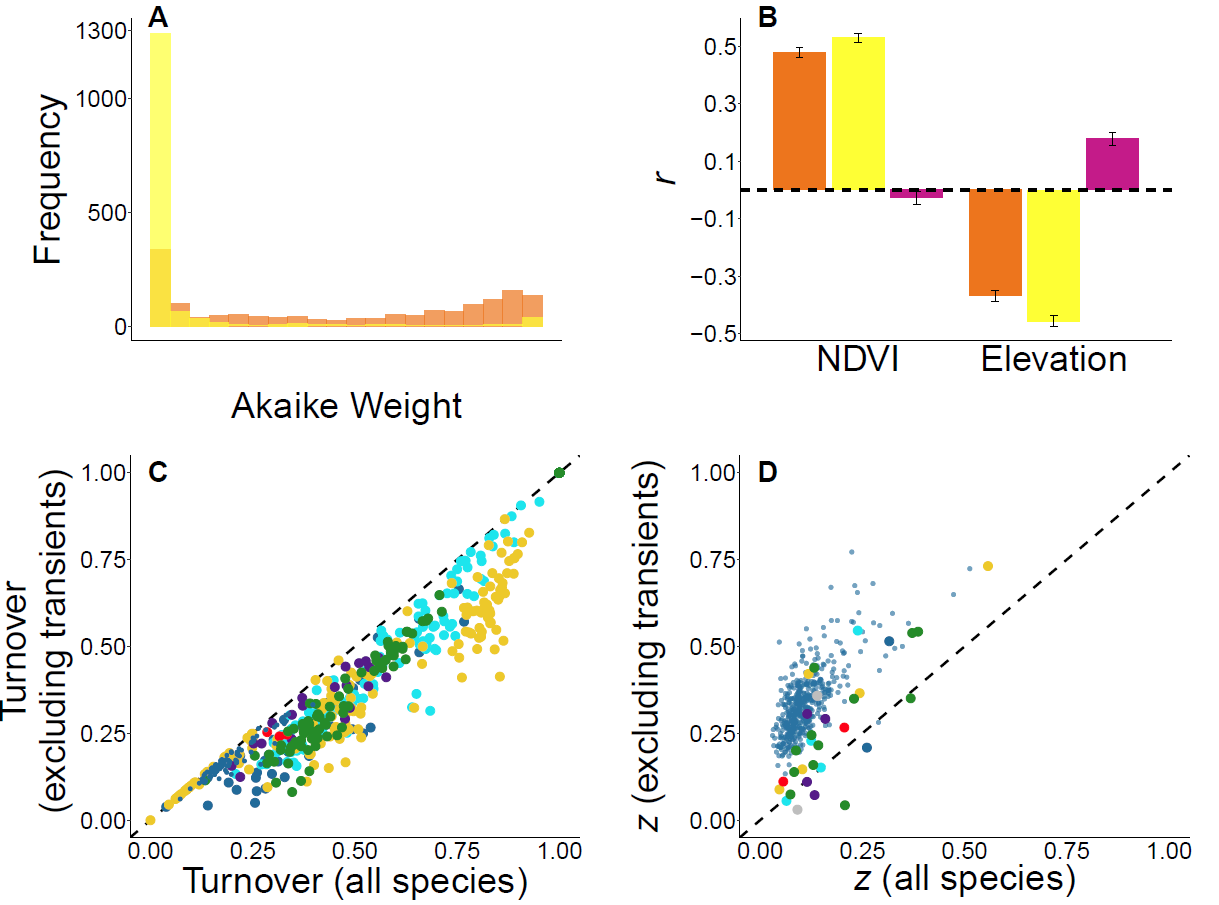 A
1300
1000
500
0
Frequency
Akaike Weight
B
0.5
0.3
0.1
−0.1
−0.3
−0.5
r
NDVI
Elevation
C
1.00
0.75
0.50
0.25
0.00
Turnover
(excluding transients)
0.00 0.25 0.50 0.75 1.00
Turnover (all species)
D
1.00
0.75
0.50
0.25
0.00
z (excluding transients)
0.00 0.25 0.50 0.75 1.00
z (all species)